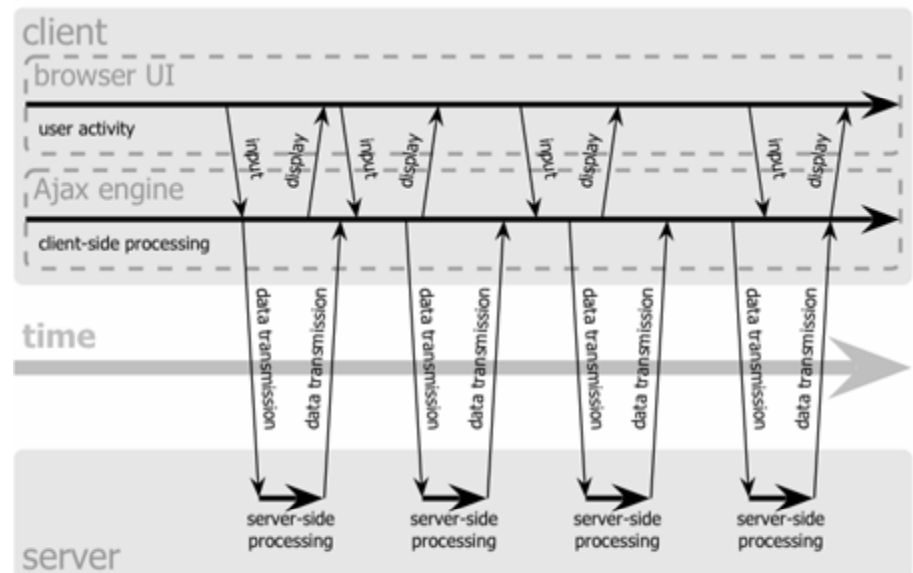 client
browser UI
user activity
input
display
input
display
input
display
input
display
Ajax engine
client-side processing
data transmission
data transmission
data transmission
data transmission
data transmission
data transmission
data transmission
data transmission
time
server-side
processing
server-side
processing
server-side
processing
server-side
processing
server